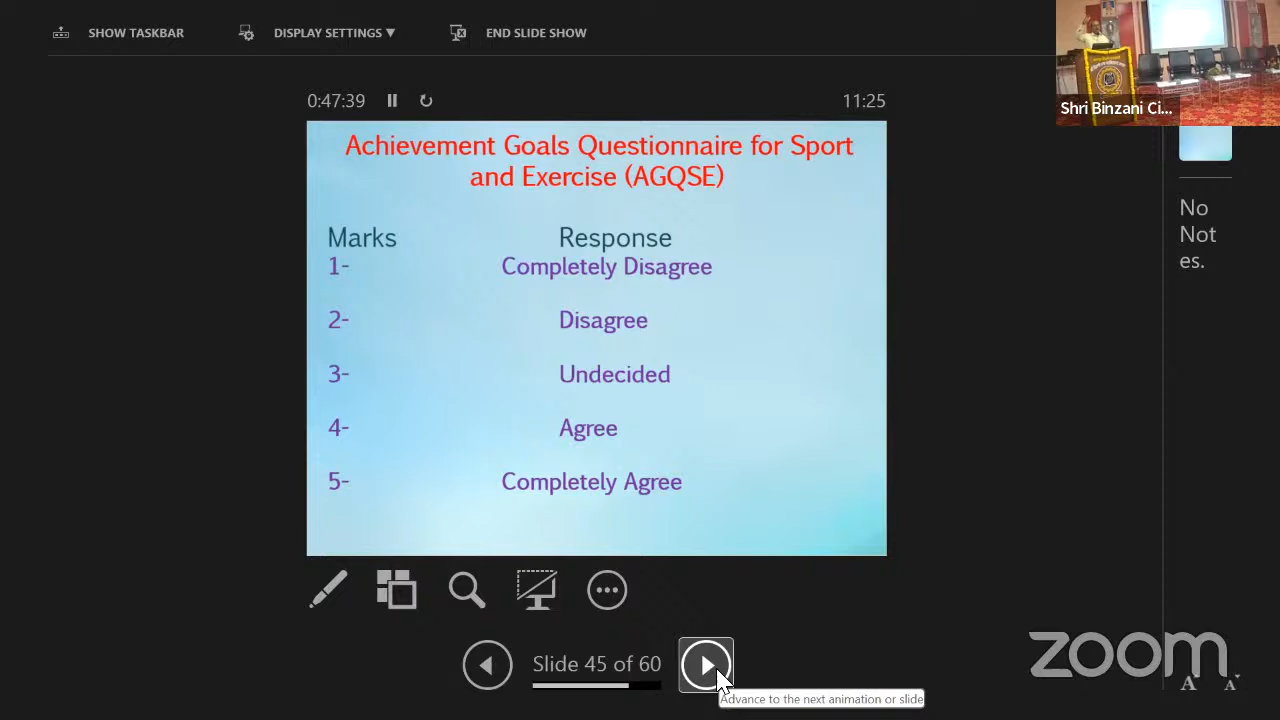 SHOW TASKBAR DISPLAY SETTINGS ▼ END SLIDE SHOW
Shri Binzani Ci...
0:47:39 11:25
Achievement Goals Questionnaire for Sport
and Exercise (AGQSE)
Marks Response
1- Completely Disagree
2- Disagree
3- Undecided
4- Agree
5- Completely Agree
No
Not
es.
Slide 45 of 60
Advance to the next animation or slide
zoom
A A